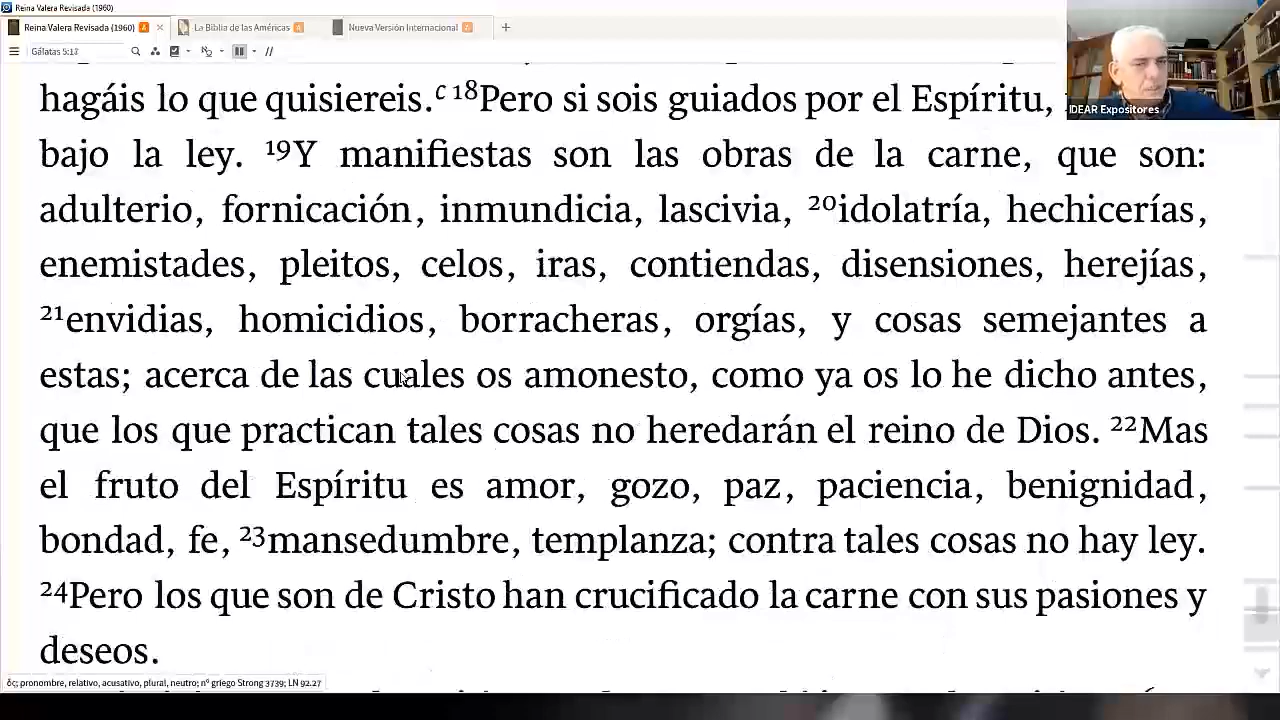 Reina Valera Revisada (1960)
Reina Valera Revisada (1960) A × La Biblia de las Américas A Nueva Versión Internacional A +
Gálatas 5:17
IDEAR Expositores
hagáis lo que quisiereis.c 18Pero si sois guiados por el Espíritu,
bajo la ley. 19Y manifiestas son las obras de la carne, que son:
adulterio, fornicación, inmundicia, lascivia, 20idolatría, hechicerías,
enemistades, pleitos, celos, iras, contiendas, disensiones, herejías,
21envidias, homicidios, borracheras, orgías, y cosas semejantes a
estas; acerca de las cuales os amonesto, como ya os lo he dicho antes,
que los que practican tales cosas no heredarán el reino de Dios. 22Mas
el fruto del Espíritu es amor, gozo, paz, paciencia, benignidad,
bondad, fe, 23mansedumbre, templanza; contra tales cosas no hay ley.
24Pero los que son de Cristo han crucificado la carne con sus pasiones y
deseos.
ὅς; pronombre, relativo, acusativo, plural, neutro; nº griego Strong 3739; LN 92.27